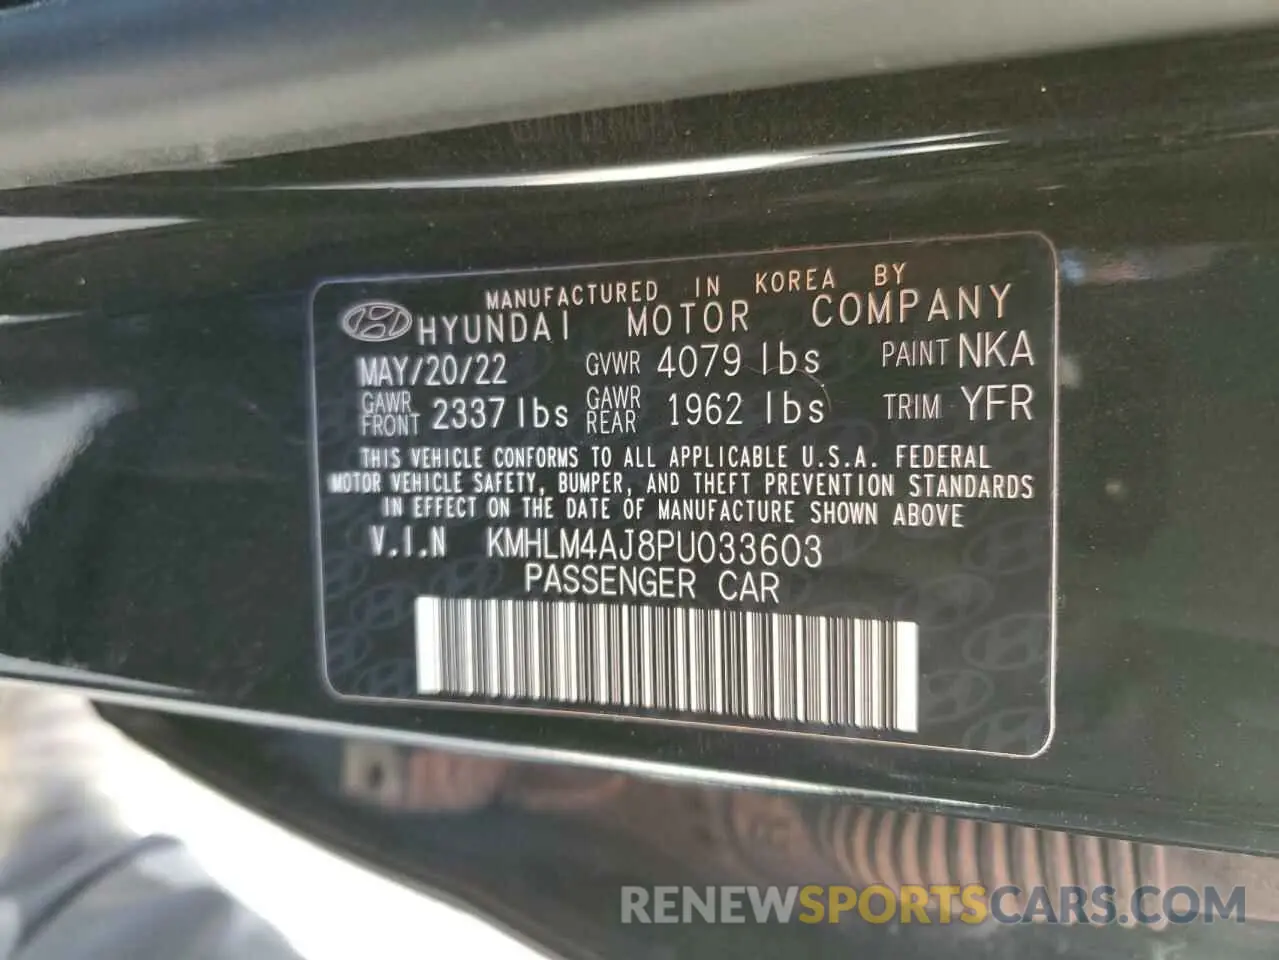 MANUFACTURED IN KOREA BY
HYUNDAI MOTOR COMPANY
MAY/20/22 GVWR 4079 lbs PAINT NKA
GAWR FRONT 2337 lbs GAWR REAR 1962 lbs TRIM YFR
THIS VEHICLE CONFORMS TO ALL APPLICABLE U.S.A. FEDERAL
MOTOR VEHICLE SAFETY, BUMPER, AND THEFT PREVENTION STANDARDS
IN EFFECT ON THE DATE OF MANUFACTURE SHOWN ABOVE
V.I.N KMHLM4AJ8PU033603
PASSENGER CAR
RENEWSPORTSCARS.COM